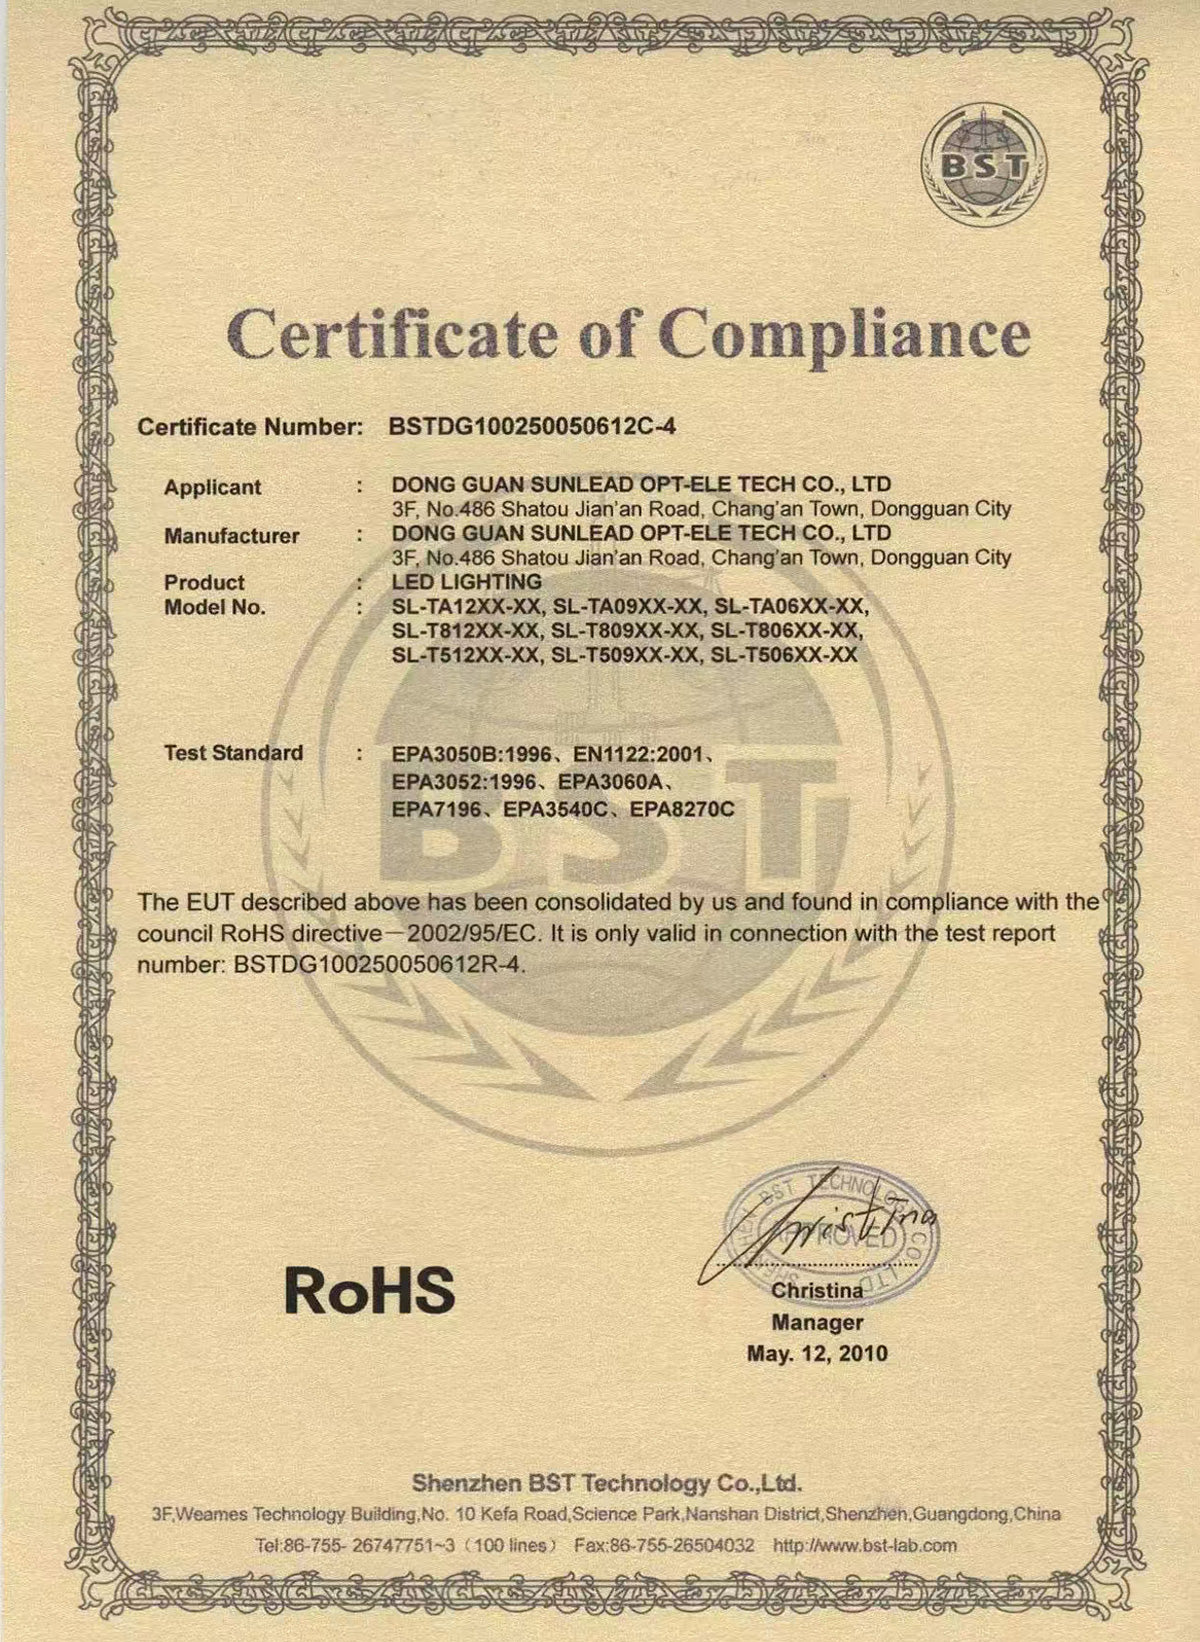 BST
Certificate of Compliance
Certificate Number: BSTDG100250050612C-4
Applicant : DONG GUAN SUNLEAD OPT-ELE TECH CO., LTD
3F, No.486 Shatou Jian'an Road, Chang'an Town, Dongguan City
Manufacturer : DONG GUAN SUNLEAD OPT-ELE TECH CO., LTD
3F, No.486 Shatou Jian'an Road, Chang'an Town, Dongguan City
Product : LED LIGHTING
Model No. : SL-TA12XX-XX, SL-TA09XX-XX, SL-TA06XX-XX,
SL-T812XX-XX, SL-T809XX-XX, SL-T806XX-XX,
SL-T512XX-XX, SL-T509XX-XX, SL-T506XX-XX
Test Standard : EPA3050B:1996、EN1122:2001、
EPA3052:1996、EPA3060A、
EPA7196、EPA3540C、EPA8270C
BST
The EUT described above has been consolidated by us and found in compliance with the
council RoHS directive—2002/95/EC. It is only valid in connection with the test report
number: BSTDG100250050612R-4.
BST TECHNOLOGY CO., LTD
APPROVED
Christina
RoHS
Christina
Manager
May. 12, 2010
Shenzhen BST Technology Co.,Ltd.
3F,Weames Technology Building,No. 10 Kefa Road,Science Park,Nanshan District,Shenzhen,Guangdong,China
Tel:86-755- 26747751~3（100 lines） Fax:86-755-26504032 http://www.bst-lab.com